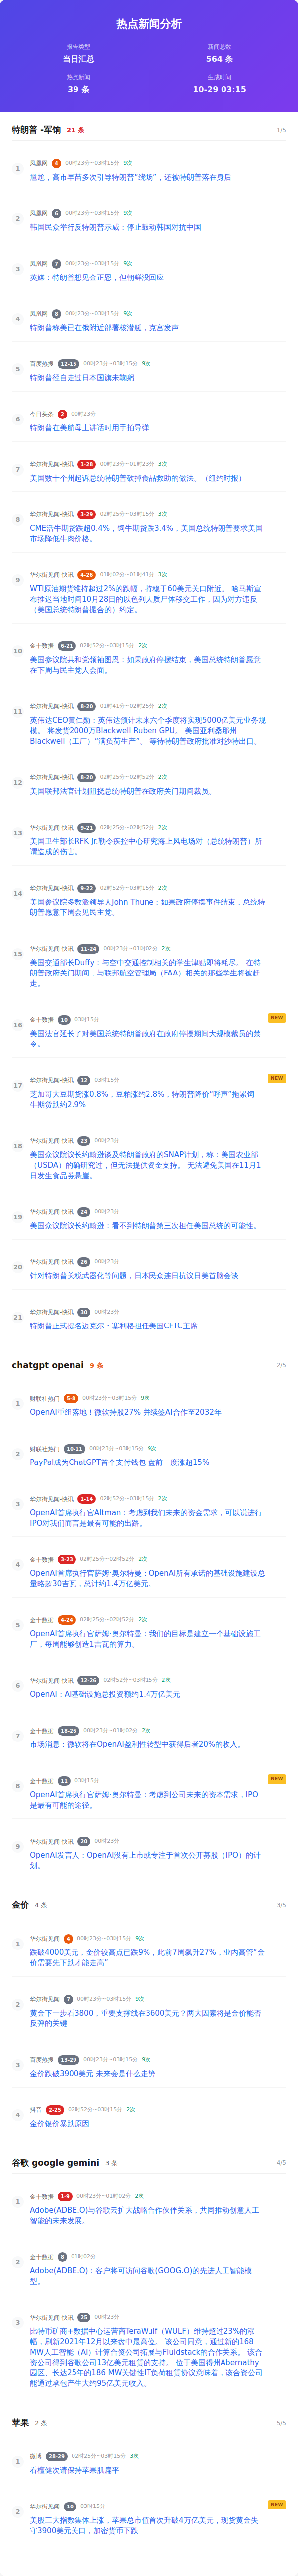 热点新闻分析
报告类型
新闻总数
当日汇总
564 条
热点新闻
生成时间
39 条
10-29 03:15
特朗普 -军饷 21 条
1/5
1
凤凰网 4 00时23分~03时15分 9次
尴尬，高市早苗多次引导特朗普“绕场”，还被特朗普落在身后
2
凤凰网 6 00时23分~03时15分 9次
韩国民众举行反特朗普示威：停止鼓动韩国对抗中国
3
凤凰网 7 00时23分~03时15分 9次
英媒：特朗普想见金正恩，但朝鲜没回应
4
凤凰网 8 00时23分~03时15分 9次
特朗普称美已在俄附近部署核潜艇，克宫发声
5
百度热搜 12-15 00时23分~03时15分 9次
特朗普径自走过日本国旗未鞠躬
6
今日头条 2 00时23分
特朗普在美航母上讲话时用手拍导弹
7
华尔街见闻-快讯 1-28 00时23分~01时23分 3次
美国数十个州起诉总统特朗普砍掉食品救助的做法。（纽约时报）
8
华尔街见闻-快讯 3-29 02时25分~03时15分 3次
CME活牛期货跌超0.4%，饲牛期货跌3.4%，美国总统特朗普要求美国
市场降低牛肉价格。
9
华尔街见闻-快讯 4-26 01时02分~01时41分 3次
WTI原油期货维持超过2%的跌幅，持稳于60美元关口附近。 哈马斯宣
布推迟当地时间10月28日的以色列人质尸体移交工作，因为对方违反
（美国总统特朗普撮合的）约定。
10
金十数据 6-21 02时52分~03时15分 2次
美国参议院共和党领袖图恩：如果政府停摆结束，美国总统特朗普愿意
在下周与民主党人会面。
11
华尔街见闻-快讯 8-20 01时41分~02时25分 2次
英伟达CEO黄仁勋：英伟达预计未来六个季度将实现5000亿美元业务规
模。 将发货2000万Blackwell Ruben GPU。 美国亚利桑那州
Blackwell（工厂）“满负荷生产”。 等待特朗普政府批准对沙特出口。
12
华尔街见闻-快讯 8-20 02时25分~02时52分 2次
美国联邦法官计划阻挠总统特朗普在政府关门期间裁员。
13
华尔街见闻-快讯 9-21 02时25分~02时52分 2次
美国卫生部长RFK Jr.勒令疾控中心研究海上风电场对（总统特朗普）所
谓造成的伤害。
14
华尔街见闻-快讯 9-22 02时52分~03时15分 2次
美国参议院多数派领导人John Thune：如果政府停摆事件结束，总统特
朗普愿意下周会见民主党。
15
华尔街见闻-快讯 11-24 00时23分~01时02分 2次
美国交通部长Duffy：与空中交通控制相关的学生津贴即将耗尽。 在特
朗普政府关门期间，与联邦航空管理局（FAA）相关的那些学生将被赶
走。
16
金十数据 10 03时15分
NEW
美国法官延长了对美国总统特朗普政府在政府停摆期间大规模裁员的禁
令。
17
华尔街见闻-快讯 12 03时15分
NEW
芝加哥大豆期货涨0.8%，豆粕涨约2.8%，特朗普降价“呼声”拖累饲
牛期货跌约2.9%
18
华尔街见闻-快讯 23 00时23分
美国众议院议长约翰逊谈及特朗普政府的SNAP计划，称：美国农业部
（USDA）的确研究过，但无法提供资金支持。 无法避免美国在11月1
日发生食品券悬崖。
19
华尔街见闻-快讯 24 00时23分
美国众议院议长约翰逊：看不到特朗普第三次担任美国总统的可能性。
20
华尔街见闻-快讯 26 00时23分
针对特朗普关税武器化等问题，日本民众连日抗议日美首脑会谈
21
华尔街见闻-快讯 30 00时23分
特朗普正式提名迈克尔・塞利格担任美国CFTC主席
chatgpt openai 9 条
2/5
1
财联社热门 5-8 00时23分~03时15分 9次
OpenAI重组落地！微软持股27% 并续签AI合作至2032年
2
财联社热门 10-11 00时23分~03时15分 9次
PayPal成为ChatGPT首个支付钱包 盘前一度涨超15%
3
华尔街见闻-快讯 1-14 02时52分~03时15分 2次
OpenAI首席执行官Altman：考虑到我们未来的资金需求，可以说进行
IPO对我们而言是最有可能的出路。
4
金十数据 3-23 02时25分~02时52分 2次
OpenAI首席执行官萨姆·奥尔特曼：OpenAI所有承诺的基础设施建设总
量略超30吉瓦，总计约1.4万亿美元。
5
金十数据 4-24 02时25分~02时52分 2次
OpenAI首席执行官萨姆·奥尔特曼：我们的目标是建立一个基础设施工
厂，每周能够创造1吉瓦的算力。
6
华尔街见闻-快讯 12-26 02时52分~03时15分 2次
OpenAI：AI基础设施总投资额约1.4万亿美元
7
金十数据 18-26 00时23分~01时02分 2次
市场消息：微软将在OpenAI盈利性转型中获得后者20%的收入。
8
金十数据 11 03时15分
NEW
OpenAI首席执行官萨姆·奥尔特曼：考虑到公司未来的资本需求，IPO
是最有可能的途径。
9
华尔街见闻-快讯 20 00时23分
OpenAI发言人：OpenAI没有上市或专注于首次公开募股（IPO）的计
划。
金价 4 条
3/5
1
华尔街见闻 4 00时23分~03时15分 9次
跌破4000美元，金价较高点已跌9%，此前7周飙升27%，业内高管“金
价需要先下跌才能走高”
2
华尔街见闻 7 00时23分~03时15分 9次
黄金下一步看3800，重要支撑线在3600美元？两大因素将是金价能否
反弹的关键
3
百度热搜 13-29 00时23分~03时15分 9次
金价跌破3900美元 未来会是什么走势
4
抖音 2-25 02时52分~03时15分 2次
金价银价暴跌原因
谷歌 google gemini 3 条
4/5
1
金十数据 1-9 00时23分~01时02分 2次
Adobe(ADBE.O)与谷歌云扩大战略合作伙伴关系，共同推动创意人工
智能的未来发展。
2
金十数据 8 01时02分
Adobe(ADBE.O)：客户将可访问谷歌(GOOG.O)的先进人工智能模
型。
3
华尔街见闻-快讯 25 00时23分
比特币矿商+数据中心运营商TeraWulf（WULF）维持超过23%的涨
幅，刷新2021年12月以来盘中最高位。 该公司同意，通过新的168
MW人工智能（AI）计算合资公司拓展与Fluidstack的合作关系。 该合
资公司得到谷歌公司13亿美元租赁的支持。 位于美国得州Abernathy
园区、长达25年的186 MW关键性IT负荷租赁协议意味着，该合资公司
能通过承包产生大约95亿美元收入。
苹果 2 条
5/5
1
微博 28-29 02时25分~03时15分 3次
看檀健次请保持苹果肌扁平
2
华尔街见闻 10 03时15分
NEW
美股三大指数集体上涨，苹果总市值首次升破4万亿美元，现货黄金失
守3900美元关口，加密货币下跌